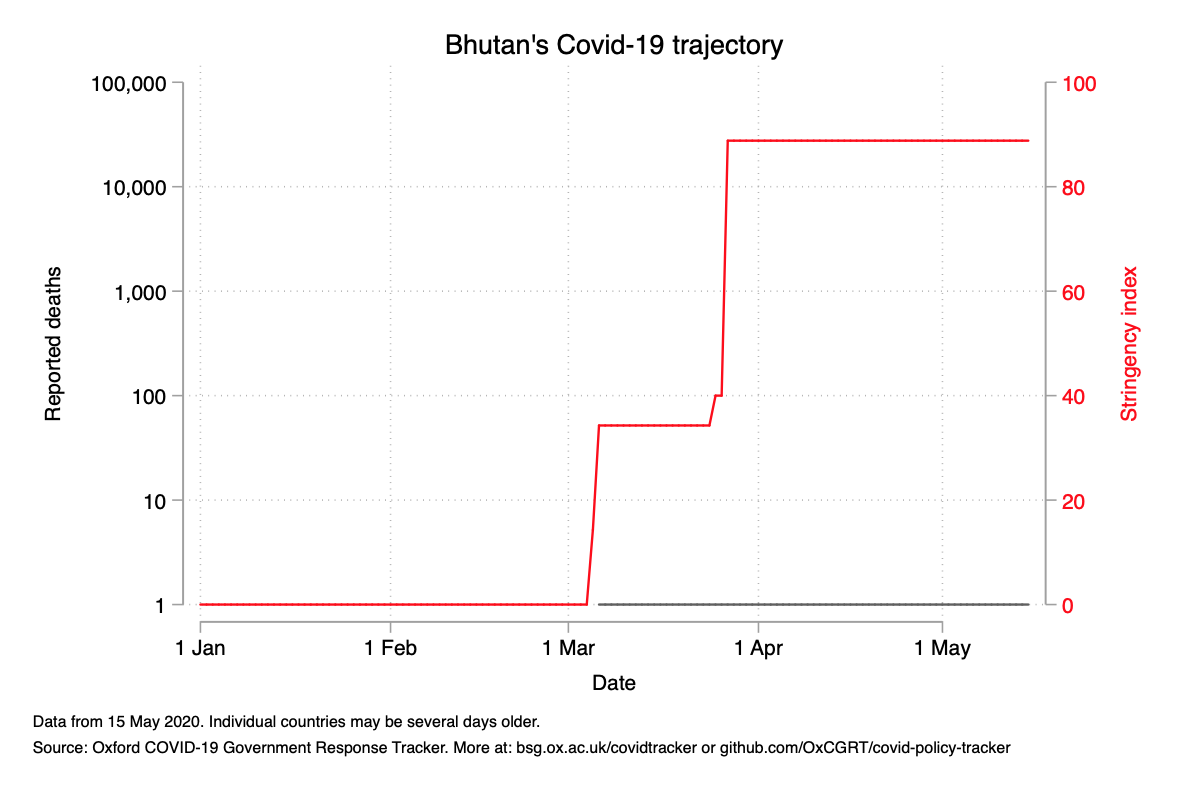 Bhutan's Covid-19 trajectory
100,000
10,000
1,000
100
10
1
Reported deaths
100
80
60
40
20
0
Stringency index
1 Jan
1 Feb
1 Mar
1 Apr
1 May
Date
Data from 15 May 2020. Individual countries may be several days older.
Source: Oxford COVID-19 Government Response Tracker. More at: bsg.ox.ac.uk/covidtracker or github.com/OxCGRT/covid-policy-tracker